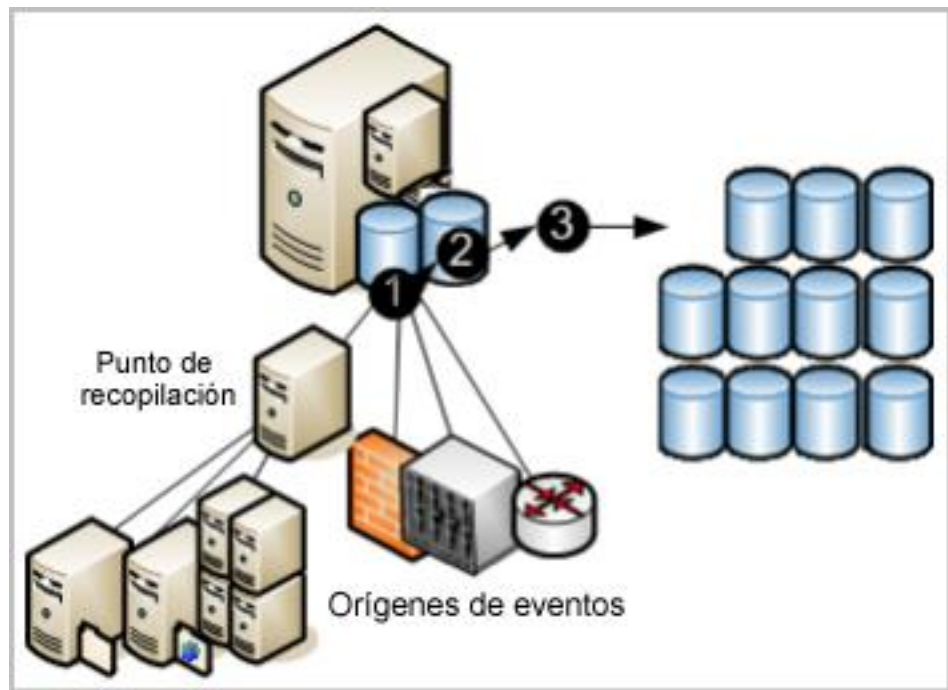 3
2
1
Punto de
recopilación
Orígenes de eventos